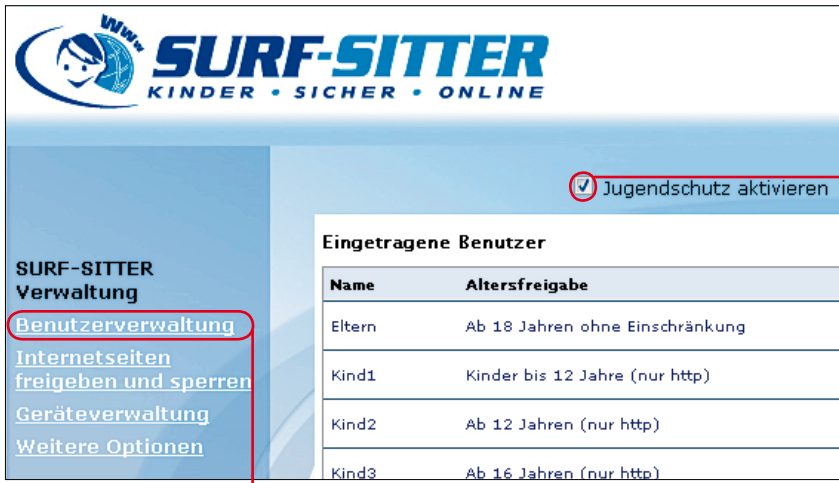 Www.
SURF-SITTER
KINDER • SICHER • ONLINE
Jugendschutz aktivieren
SURF-SITTER
Verwaltung
Benutzerverwaltung
Internetseiten
freigeben und sperren
Geräteverwaltung
Weitere Optionen
Eingetragene Benutzer
Name Altersfreigabe
Eltern Ab 18 Jahren ohne Einschränkung
Kind1 Kinder bis 12 Jahre (nur http)
Kind2 Ab 12 Jahren (nur http)
Kind3 Ab 16 Jahren (nur http)